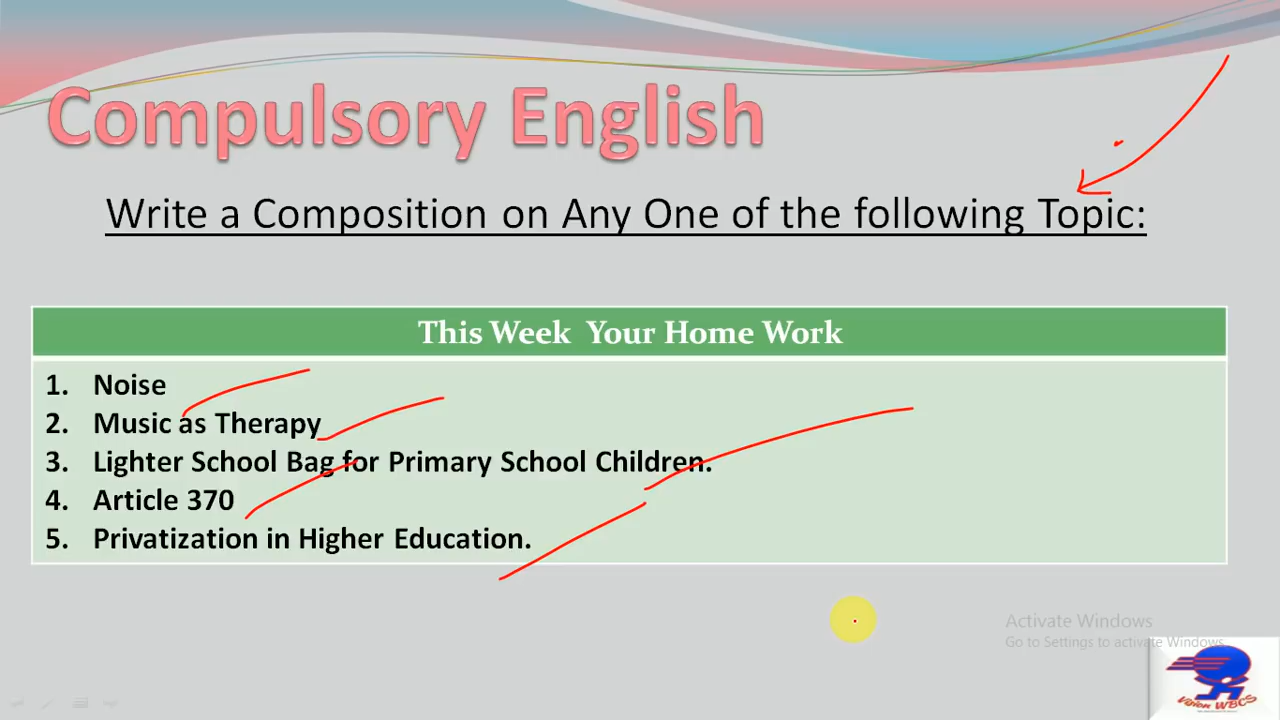 Compulsory English
Write a Composition on Any One of the following Topic:
This Week Your Home Work
1. Noise
2. Music as Therapy
3. Lighter School Bag for Primary School Children.
4. Article 370
5. Privatization in Higher Education.
Activate Windows
Go to Settings to activate Windows.
Vision WBCS